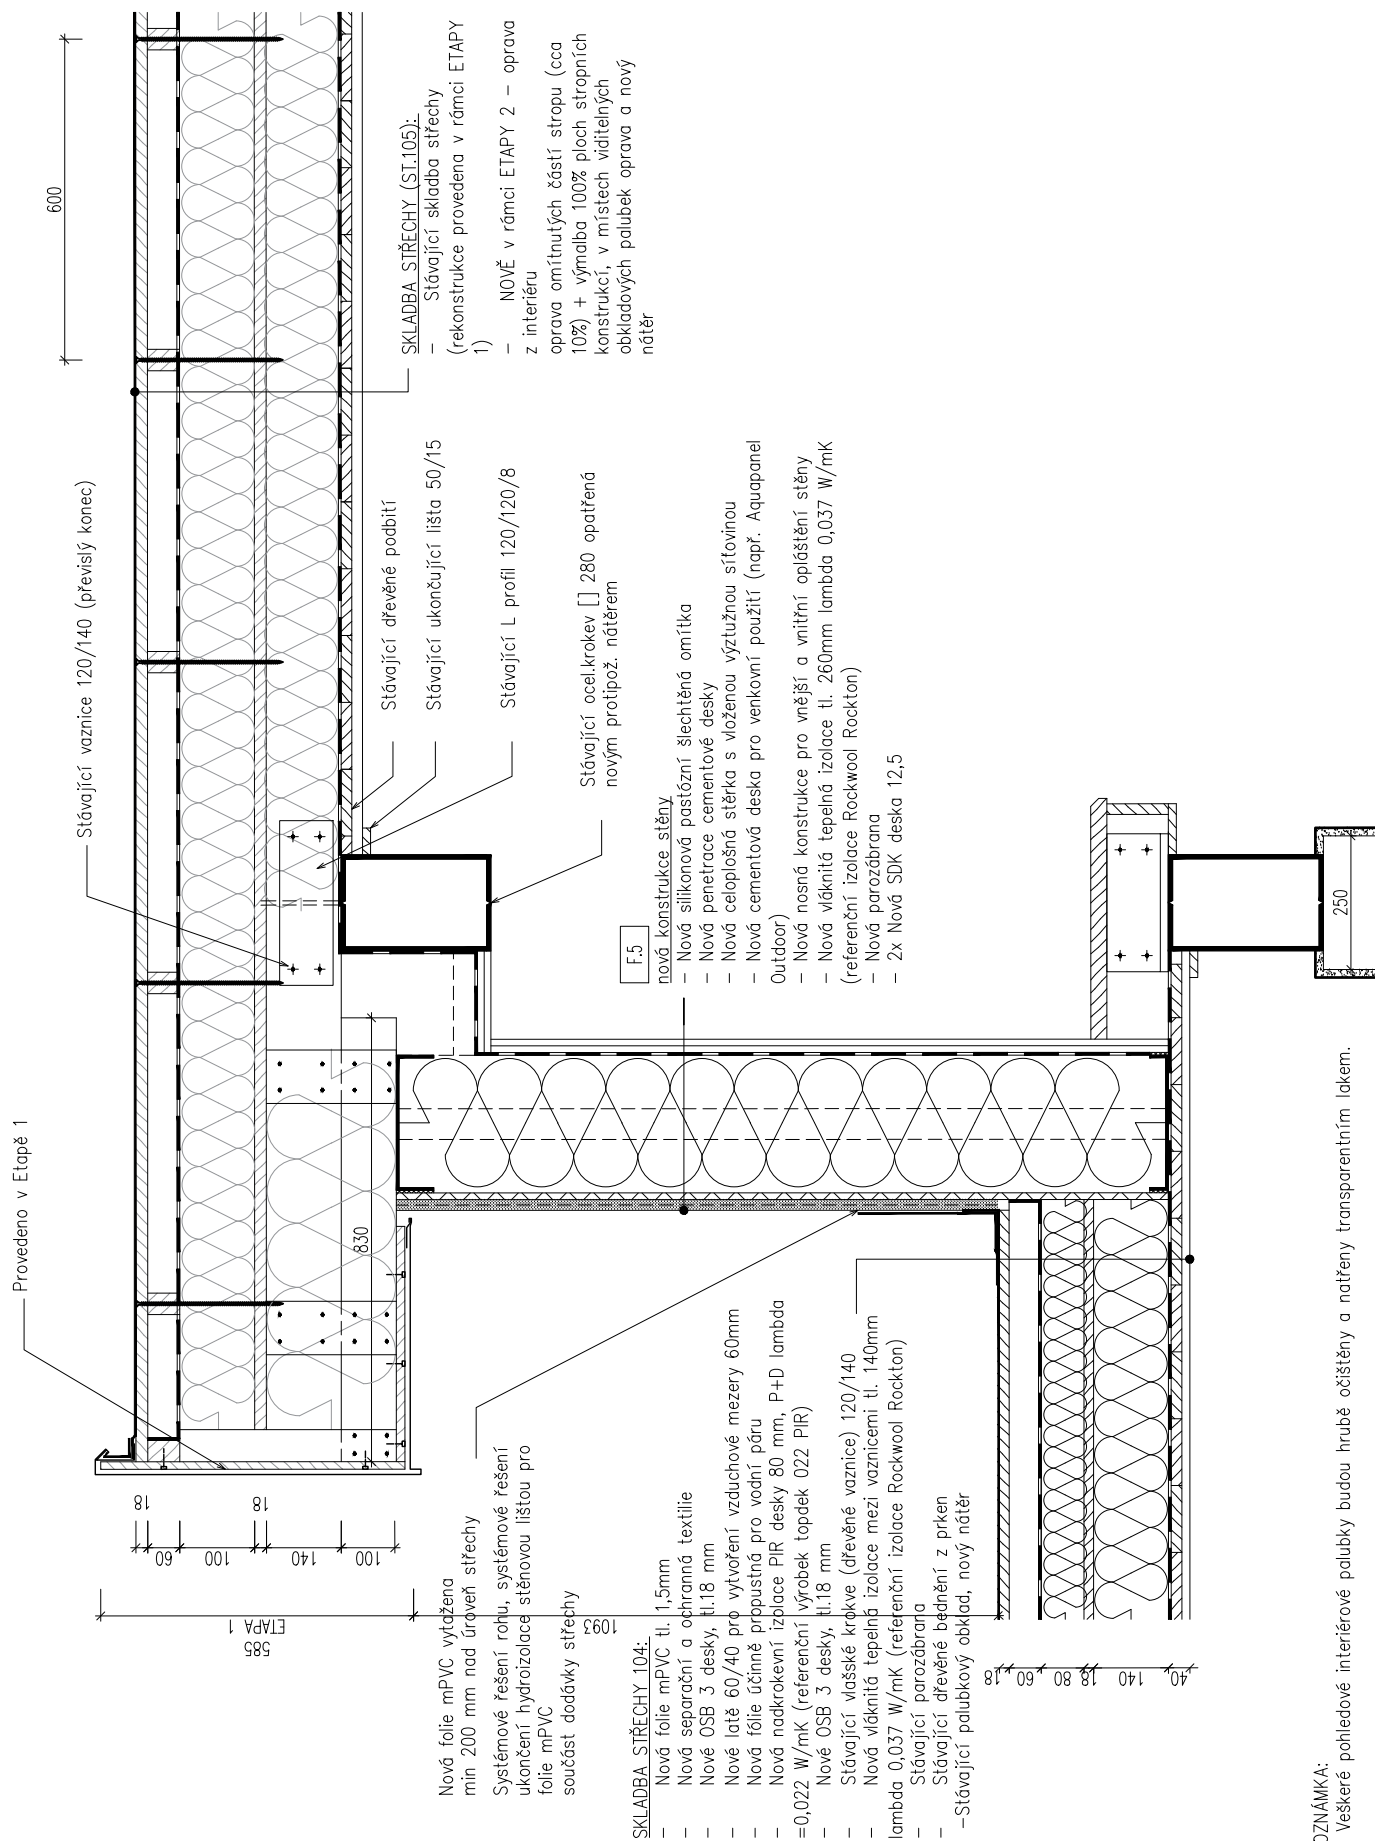 Provedeno v Etapě 1
Stávající vaznice 120/140 (převislý konec)
600
SKLADBA STŘECHY (ST.105):
- Stávající skladba střechy
(rekonstrukce provedena v rámci ETAPY
1)
- NOVĚ v rámci ETAPY 2 – oprava
z interiéru
oprava omítnutých částí stropu (cca
10%) + výmalba 100% ploch stropních
konstrukcí, v místech viditelných
obkladových palubek oprava a nový
nátěr
Stávající dřevěné podbití
Stávající ukončující lišta 50/15
Stávající L profil 120/120/8
Stávající ocel.krokev [] 280 opatřená
novým protipož. nátěrem
F.5
nová konstrukce stěny
- Nová silikonová pastózní šlechtěná omítka
- Nová penetrace cementové desky
- Nová celoplošná stěrka s vloženou výztužnou síťovinou
- Nová cementová deska pro venkovní použití (např. Aquapanel
Outdoor)
- Nová nosná konstrukce pro vnější a vnitřní opláštění stěny
- Nová vláknitá tepelná izolace tl. 260mm lambda 0,037 W/mK
(referenční izolace Rockwool Rockton)
- Nová parozábrana
- 2x Nová SDK deska 12,5
830
250
18
60
100
18
140
100
585
ETAPA 1
1093
18
60
80
18
140
40
Nová folie mPVC vytažena
min 200 mm nad úroveň střechy
Systémové řešení rohu, systémové řešení
ukončení hydroizolace stěnovou lištou pro
folie mPVC
součást dodávky střechy
SKLADBA STŘECHY 104:
- Nová folie mPVC tl. 1,5mm
- Nová separační a ochranná textilie
- Nové OSB 3 desky, tl.18 mm
- Nové latě 60/40 pro vytvoření vzduchové mezery 60mm
- Nová fólie účinně propustná pro vodní páru
- Nová nadkrokevní izolace PIR desky 80 mm, P+D lambda
=0,022 W/mK (referenční výrobek topdek 022 PIR)
- Nové OSB 3 desky, tl.18 mm
- Stávající vlašské krokve (dřevěné vaznice) 120/140
- Nová vláknitá tepelná izolace mezi vaznicemi tl. 140mm
lambda 0,037 W/mK (referenční izolace Rockwool Rockton)
- Stávající parozábrana
- Stávající dřevěné bednění z prken
- -Stávající palubkový obklad, nový nátěr
OZNÁMKA:
Veškeré pohledové interiérové palubky budou hrubě očištěny a natřeny transparentním lakem.